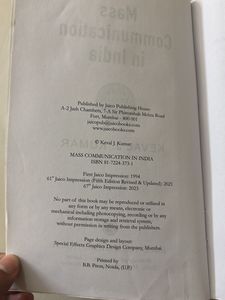 Mass
Communication
in India
KEVAL J. KUMAR
Published by Jaico Publishing House
A-2 Jash Chambers, 7-A Sir Phirozshah Mehta Road
Fort, Mumbai - 400 001
jaicopub@jaicobooks.com
www.jaicobooks.com
© Keval J. Kumar
MASS COMMUNICATION IN INDIA
ISBN 81-7224-373-1
First Jaico Impression: 1994
61st Jaico Impression (Fifth Edition Revised & Updated): 2021
67th Jaico Impression: 2023
No part of this book may be reproduced or utilized in
any form or by any means, electronic or
mechanical including photocopying, recording or by any
information storage and retrieval system,
without permission in writing from the publishers.
Page design and layout:
Special Effects Graphics Design Company, Mumbai
Printed by
B.B. Press, Noida, (U.P.)